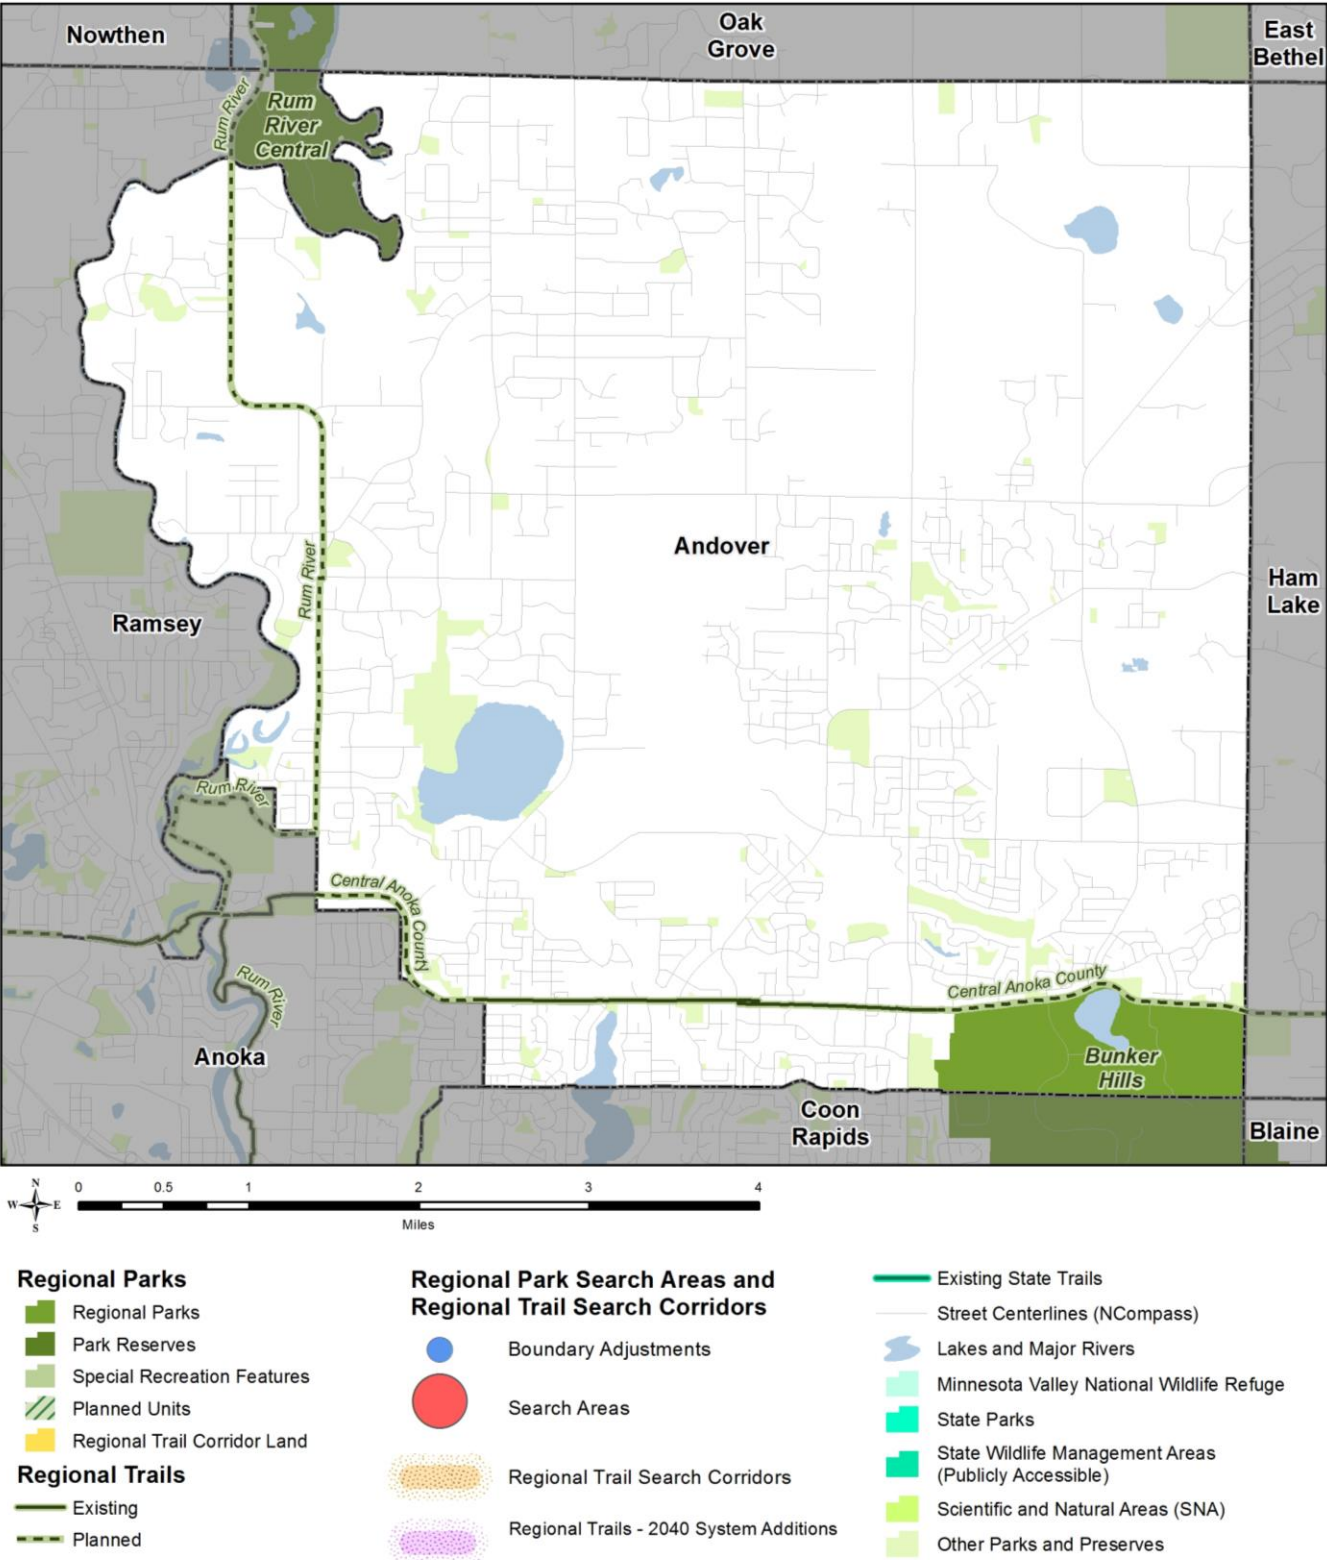 Nowthen
Oak
Grove
East
Bethel
Rum River
Rum
River
Central
Andover
Rum River
Ham
Lake
Ramsey
Rum River
Central Anoka County
Rum River
Central Anoka County
Anoka
Bunker
Hills
Coon
Rapids
Blaine
N
W E
S
0 0.5 1 2 3 4
Miles
Regional Parks
Regional Parks
Park Reserves
Special Recreation Features
Planned Units
Regional Trail Corridor Land
Regional Trails
Existing
Planned
Regional Park Search Areas and
Regional Trail Search Corridors
Boundary Adjustments
Search Areas
Regional Trail Search Corridors
Regional Trails - 2040 System Additions
Existing State Trails
Street Centerlines (NCompass)
Lakes and Major Rivers
Minnesota Valley National Wildlife Refuge
State Parks
State Wildlife Management Areas
(Publicly Accessible)
Scientific and Natural Areas (SNA)
Other Parks and Preserves